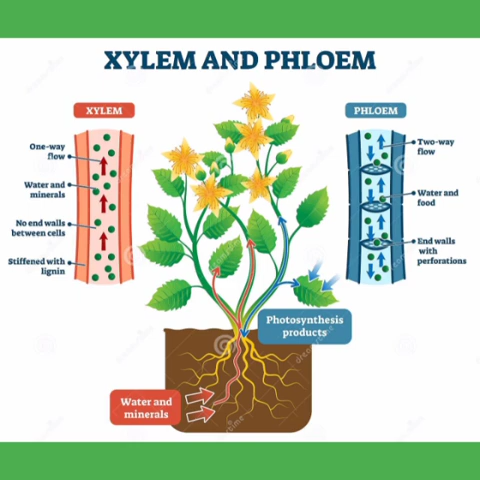 XYLEM AND PHLOEM
XYLEM
One-way
flow
Water and
minerals
No end walls
between cells
Stiffened with
lignin
PHLOEM
Two-way
flow
Water and
food
End walls
with
perforations
Photosynthesis
products
Water and
minerals